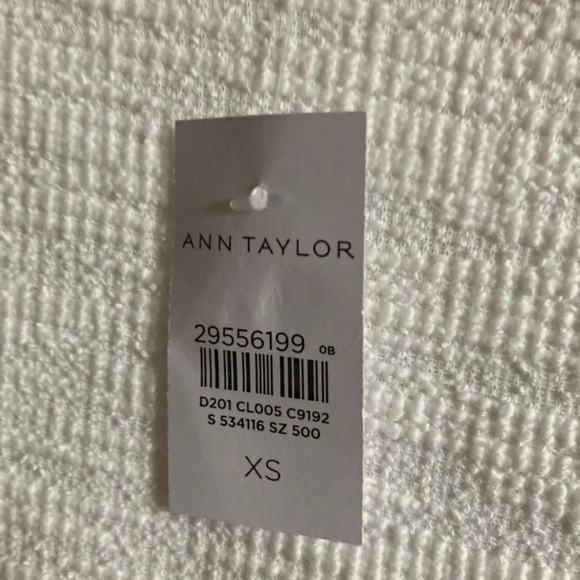 ANN TAYLOR
29556199 0B
D201 CL005 C9192
S 534116 SZ 500
XS